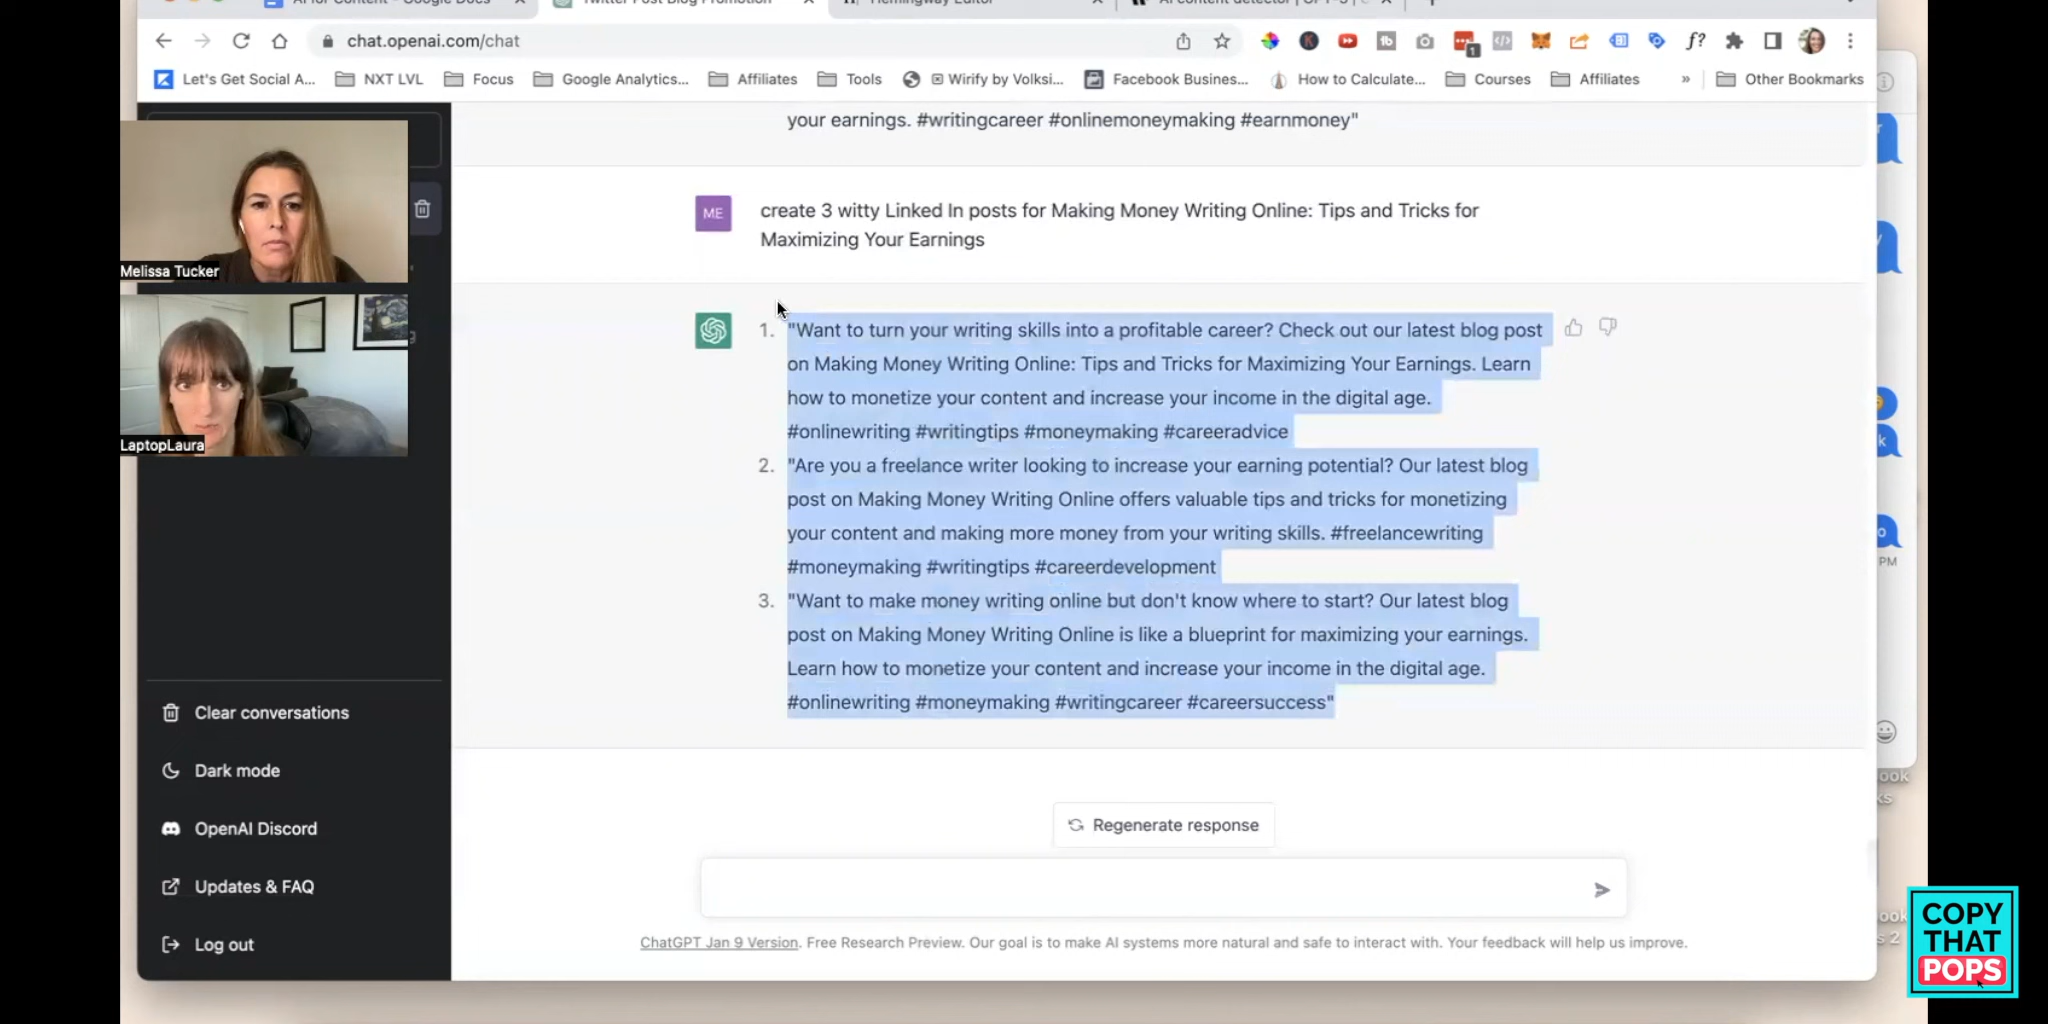 chat.openai.com/chat
Let's Get Social A...
NXT LVL
Focus
Google Analytics...
Affiliates
Tools
Wirify by Volksi...
Facebook Busines...
How to Calculate...
Courses
Affiliates
»
Other Bookmarks
your earnings. #writingcareer #onlinemoneymaking #earnmoney"
ME
create 3 witty Linked In posts for Making Money Writing Online: Tips and Tricks for
Maximizing Your Earnings
Melissa Tucker
LaptopLaura
1. "Want to turn your writing skills into a profitable career? Check out our latest blog post
on Making Money Writing Online: Tips and Tricks for Maximizing Your Earnings. Learn
how to monetize your content and increase your income in the digital age.
#onlinewriting #writingtips #moneymaking #careeradvice
2. "Are you a freelance writer looking to increase your earning potential? Our latest blog
post on Making Money Writing Online offers valuable tips and tricks for monetizing
your content and making more money from your writing skills. #freelancewriting
#moneymaking #writingtips #careerdevelopment
3. "Want to make money writing online but don't know where to start? Our latest blog
post on Making Money Writing Online is like a blueprint for maximizing your earnings.
Learn how to monetize your content and increase your income in the digital age.
#onlinewriting #moneymaking #writingcareer #careersuccess"
Clear conversations
Dark mode
OpenAI Discord
Updates & FAQ
Log out
Regenerate response
ChatGPT Jan 9 Version. Free Research Preview. Our goal is to make AI systems more natural and safe to interact with. Your feedback will help us improve.
PM
COPY
THAT
POPS